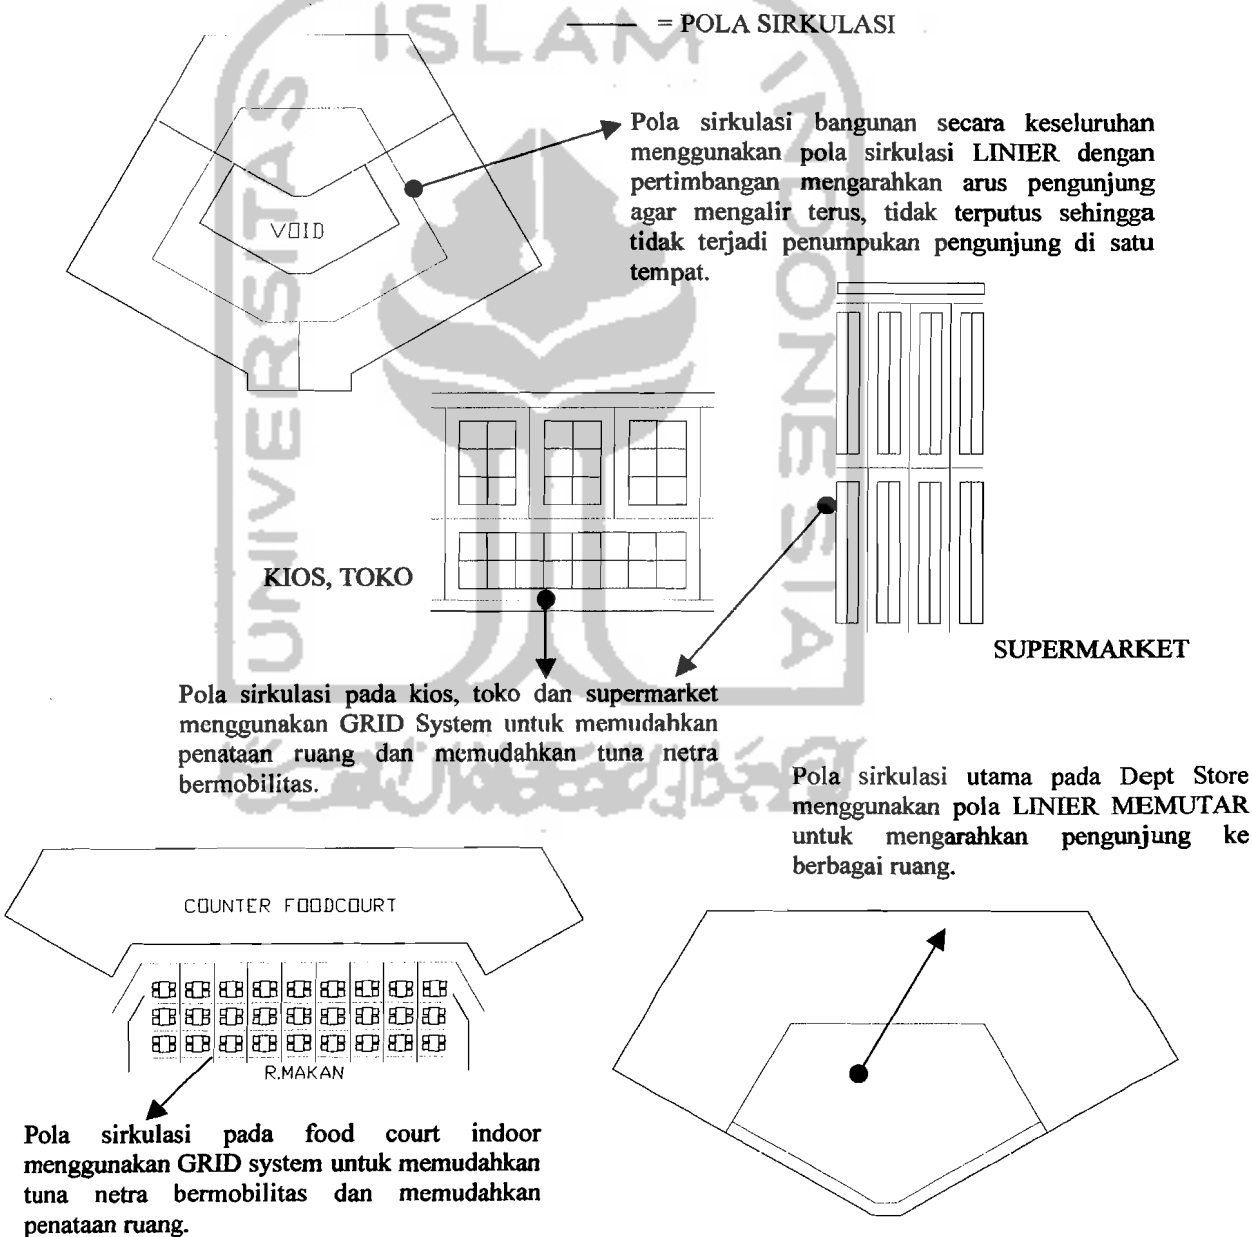 = POLA SIRKULASI
Pola sirkulasi bangunan secara keseluruhan
menggunakan pola sirkulasi LINIER dengan
pertimbangan mengarahkan arus pengunjung
agar mengalir terus, tidak terputus sehingga
tidak terjadi penumpukan pengunjung di satu
tempat.
VOID
KIOS, TOKO
SUPERMARKET
Pola sirkulasi pada kios, toko dan supermarket
menggunakan GRID System untuk memudahkan
penataan ruang dan memudahkan tuna netra
bermobilitas.
Pola sirkulasi utama pada Dept Store
menggunakan pola LINIER MEMUTAR
untuk mengarahkan pengunjung ke
berbagai ruang.
COUNTER FOODCOURT
R.MAKAN
Pola sirkulasi pada food court indoor
menggunakan GRID system untuk memudahkan
tuna netra bermobilitas dan memudahkan
penataan ruang.
UNIVERSITAS
ISLAM
INDONESIA